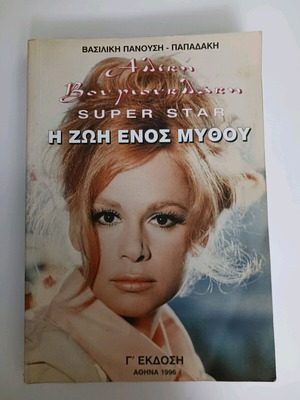 ΒΑΣΙΛΙΚΗ ΠΑΝΟΥΣΗ - ΠΑΠΑΔΑΚΗ
Αλίκη
Βουγιουκλάκη
SUPER STAR
Η ΖΩΗ ΕΝΟΣ ΜΥΘΟΥ
Γ' ΕΚΔΟΣΗ
ΑΘΗΝΑ 1996